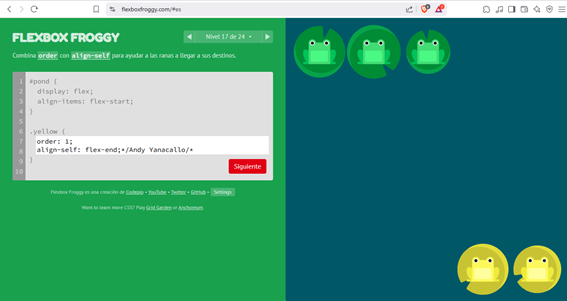 flexboxfroggy.com/#es
FLEXBOX FROGGY
Nivel 17 de 24
Combina order con align-self para ayudar a las ranas a llegar a sus destinos.
1 #pond {
2 display: flex;
3 align-items: flex-start;
4 }
5
6 .yellow {
7 order: 1;
8 align-self: flex-end;*/Andy Yanacallo/*
9 }
10
Siguiente
Flexbox Froggy es una creación de Codepip • YouTube • Twitter • GitHub • Settings
Want to learn more CSS? Play Grid Garden or Anchoreum.